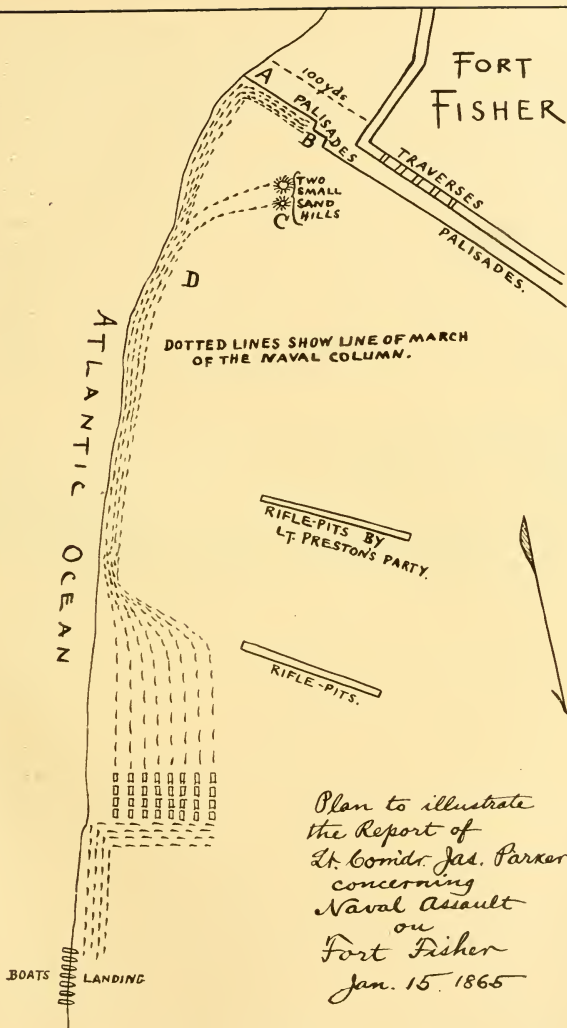 FORT
FISHER
A
100 yds
PALISADES
B
TRAVERSES
PALISADES.
TWO
SMALL
SAND
HILLS
C
D
DOTTED LINES SHOW LINE OF MARCH
OF THE NAVAL COLUMN.
ATLANTIC OCEAN
RIFLE-PITS BY
LT. PRESTON'S PARTY.
RIFLE-PITS.
Plan to illustrate
the Report of
Lt. Comdr. Jas. Parker
concerning
Naval Assault
on
Fort Fisher
Jan. 15. 1865
BOATS LANDING